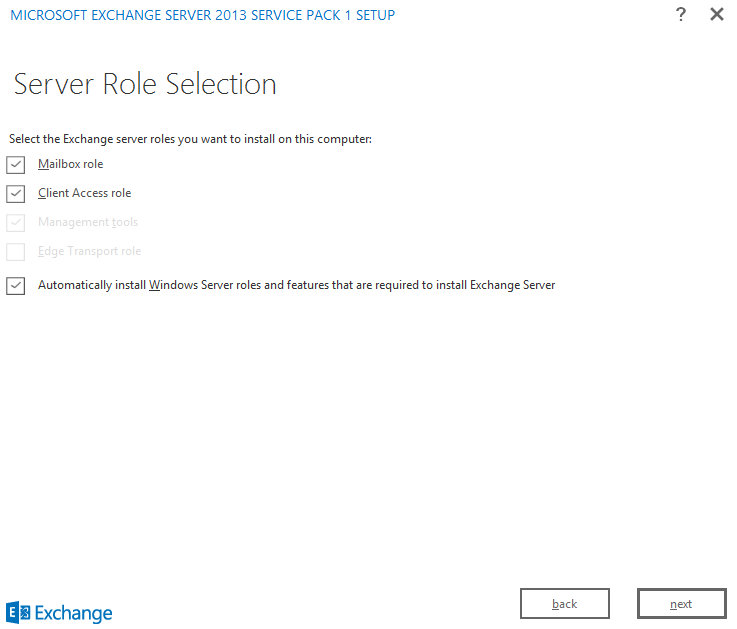 MICROSOFT EXCHANGE SERVER 2013 SERVICE PACK 1 SETUP
?
Server Role Selection
Select the Exchange server roles you want to install on this computer:
Mailbox role
Client Access role
Management tools
Edge Transport role
Automatically install Windows Server roles and features that are required to install Exchange Server
E Exchange
back
next